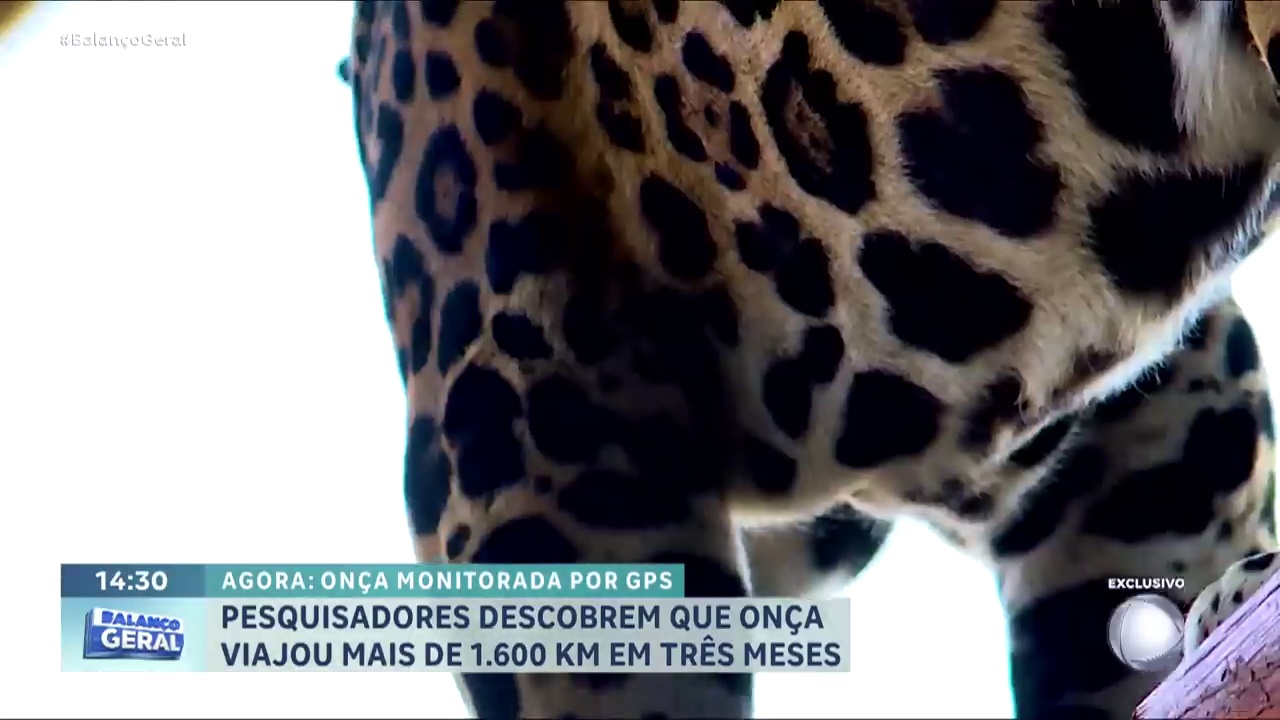 #BalançoGeral
14:30
AGORA: ONÇA MONITORADA POR GPS
BALANÇO
GERAL
PESQUISADORES DESCOBREM QUE ONÇA
VIAJOU MAIS DE 1.600 KM EM TRÊS MESES
EXCLUSIVO